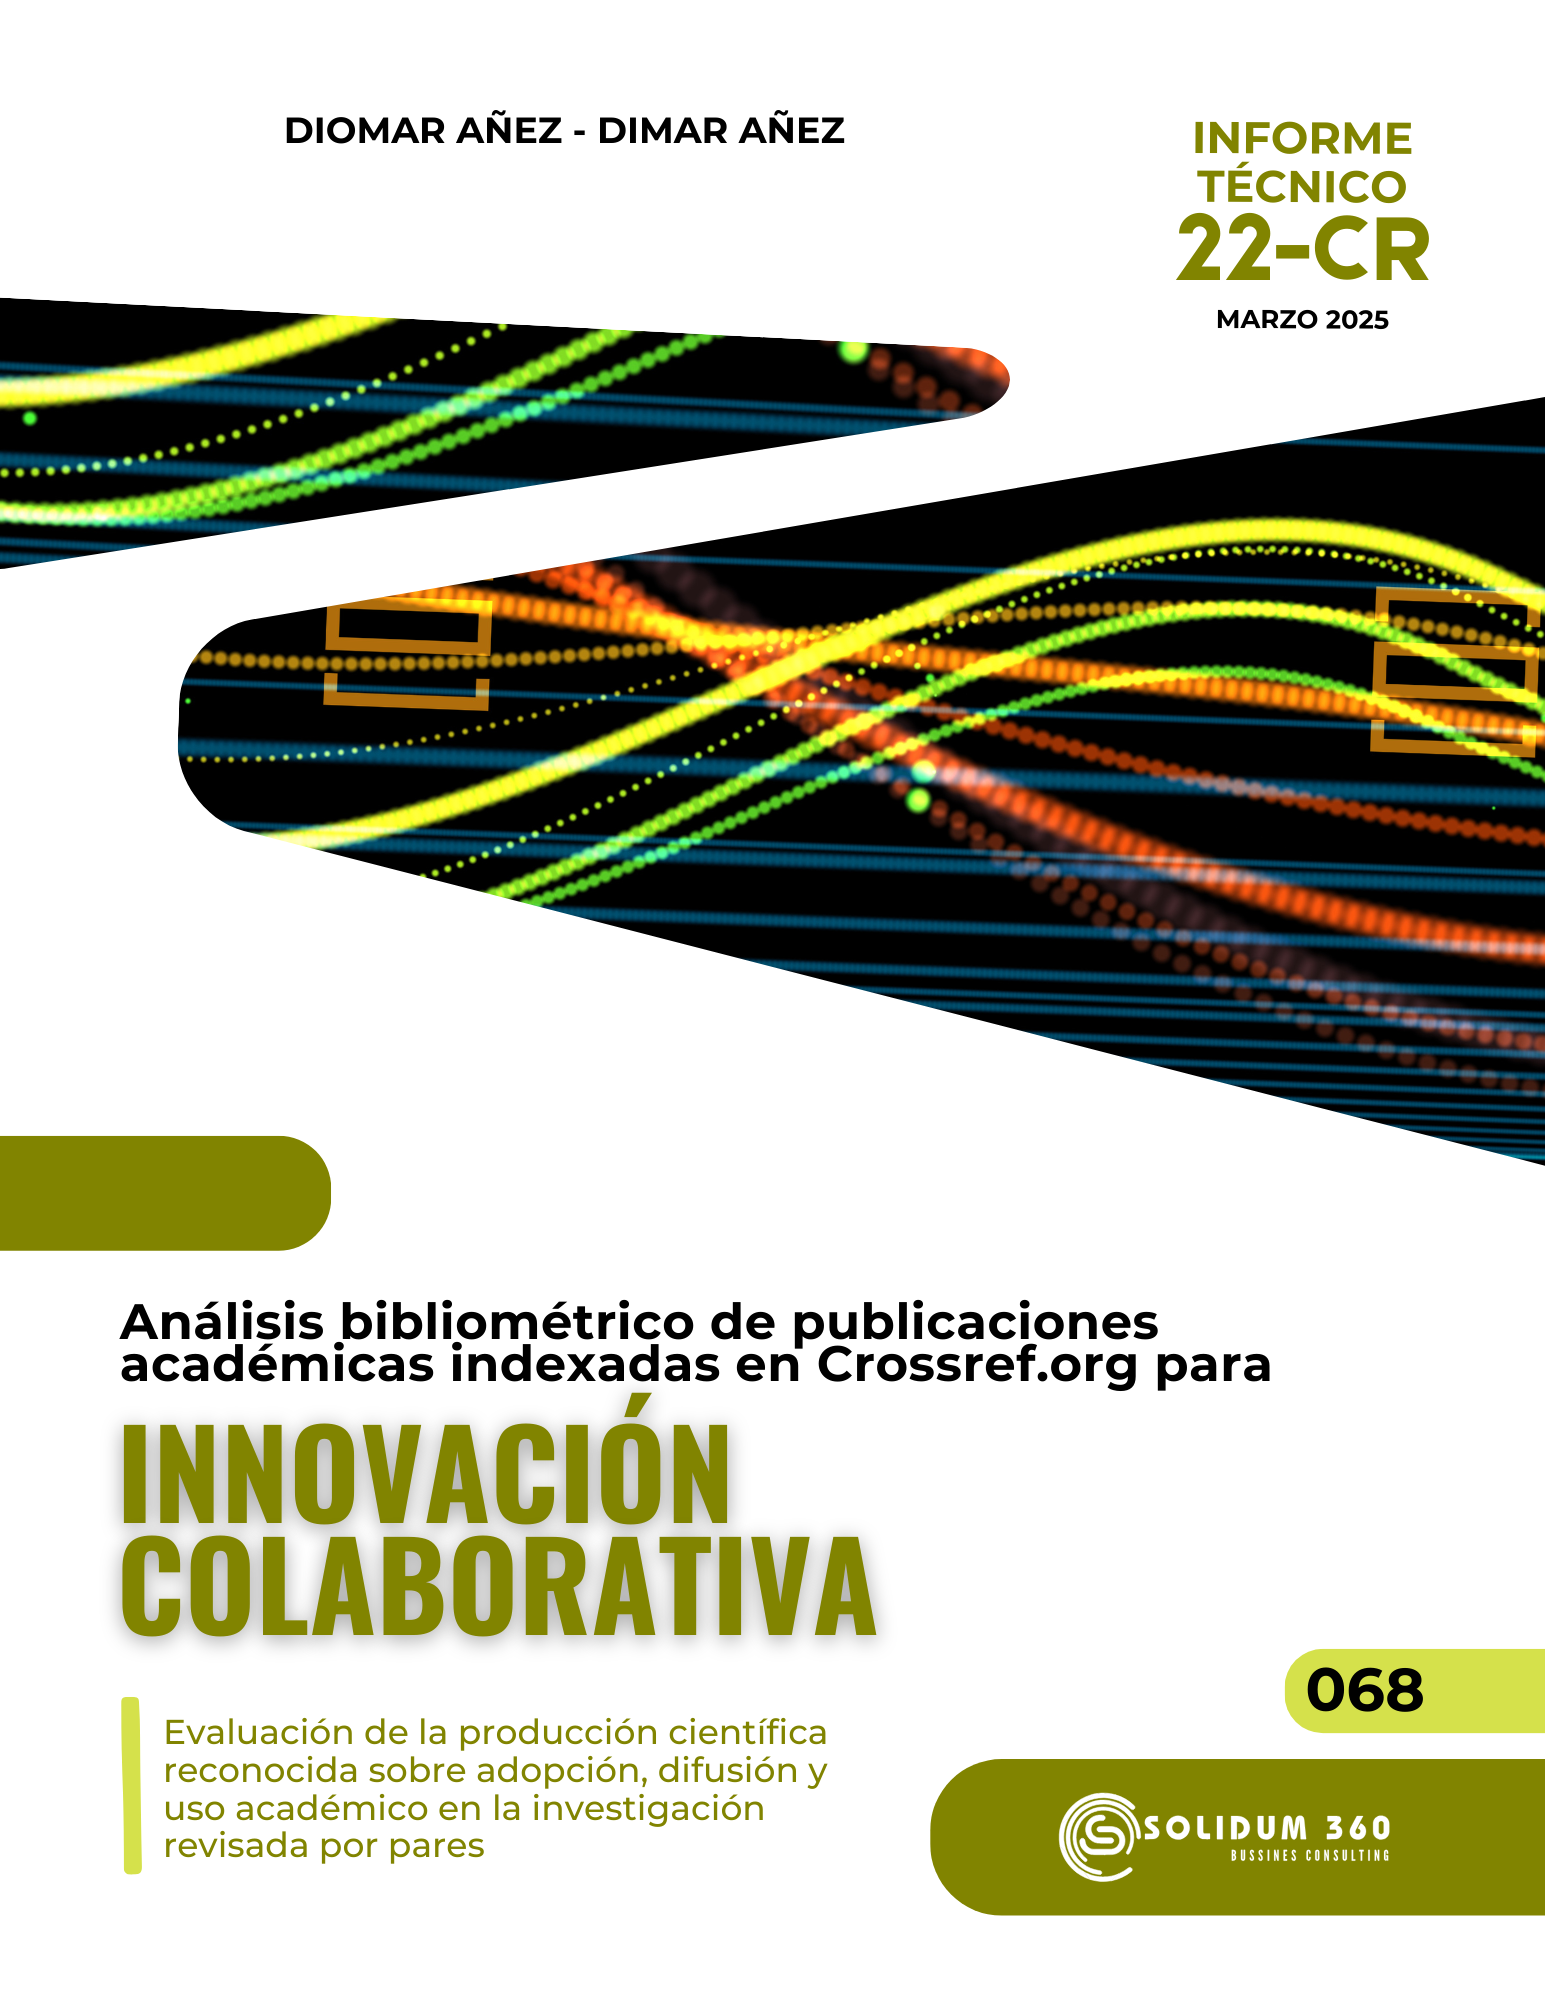 DIOMAR AÑEZ - DIMAR AÑEZ
INFORME
TÉCNICO
22-CR
MARZO 2025
Análisis bibliométrico de publicaciones
académicas indexadas en Crossref.org para
INNOVACIÓN
COLABORATIVA
Evaluación de la producción científica
reconocida sobre adopción, difusión y
uso académico en la investigación
revisada por pares
068
SOLIDUM 360
BUSSINES CONSULTING